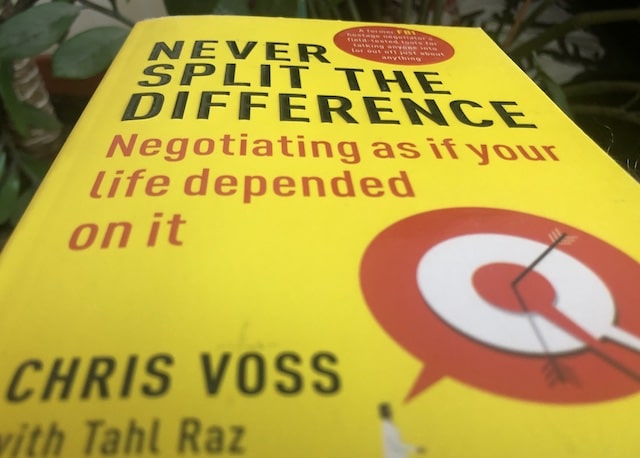 A former FBI
hostage negotiator's
field-tested tools for
talking anyone into
(or out of) just about
anything
NEVER
SPLIT THE
DIFFERENCE
Negotiating as if your
life depended
on it
CHRIS VOSS
with Tahl Raz